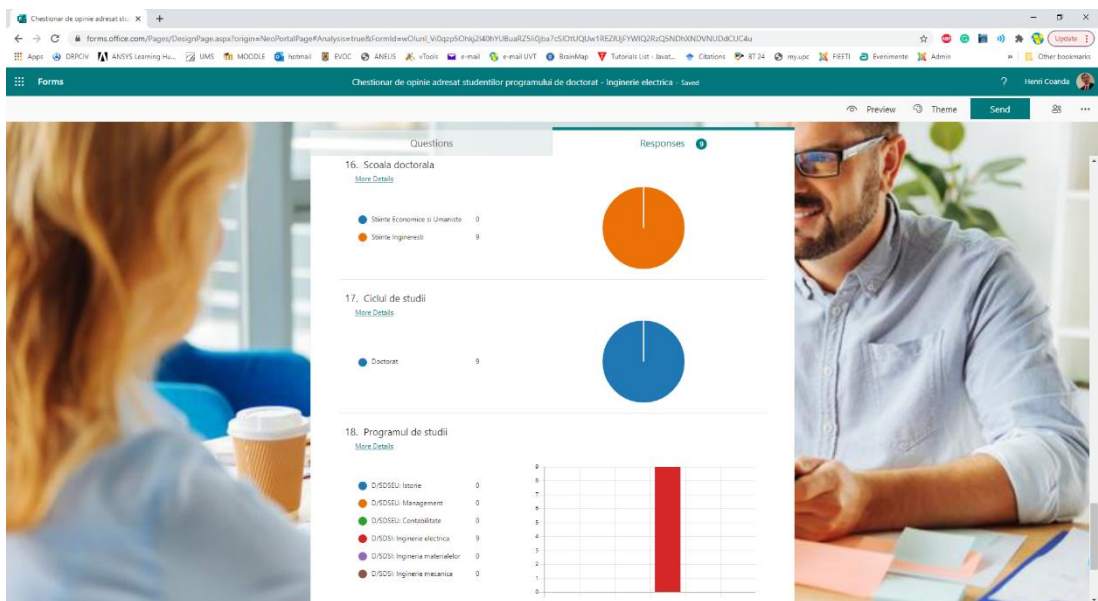 Chestionar de opinie adresat stu
forms.office.com/Pages/DesignPage.aspx?origin=NeoPortalPage#Analysis=true&FormId=
Update
Apps DRPCIV ANSYS Learning Hu... UMS MOODLE hotmail EVOC ANELIS vTools e-mail e-mail UVT BrainMap Tutorials List - Javat... Citations BT 24 my.upc FIEETI Evenimente Admin » Other bookmarks
Forms
Chestionar de opinie adresat studentilor programului de doctorat - Inginerie electrica - Saved
? Henri Coanda
Preview Theme Send ...
Questions Responses 9
16. Scoala doctorala
More Details
Stiinte Economice si Umaniste 0
Stiinte Ingineresti 9
17. Ciclul de studii
More Details
Doctorat 9
18. Programul de studii
More Details
D/SDSEU: Istorie 0
D/SDSEU: Management 0
D/SDSEU: Contabilitate 0
D/SDSI: Inginerie electrica 9
D/SDSI: Ingineria materialelor 0
D/SDSI: Inginerie mecanica 0
9
8
7
6
5
4
3
2
1
0